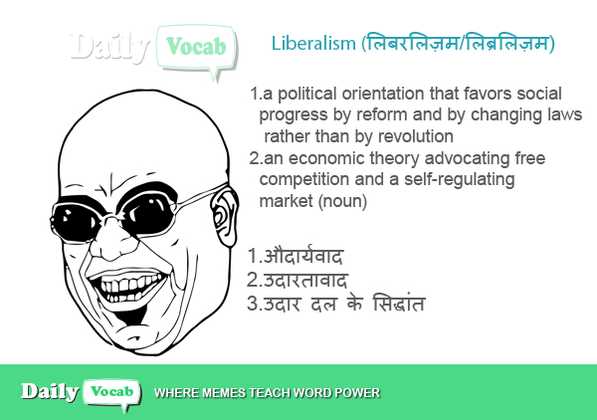 Daily Vocab
Liberalism (लिबरलिज़म/लिब्रलिज़म)
1.a political orientation that favors social
progress by reform and by changing laws
rather than by revolution
2.an economic theory advocating free
competition and a self-regulating
market (noun)
1.औदार्यवाद
2.उदारतावाद
3.उदार दल के सिद्धांत
Daily Vocab WHERE MEMES TEACH WORD POWER